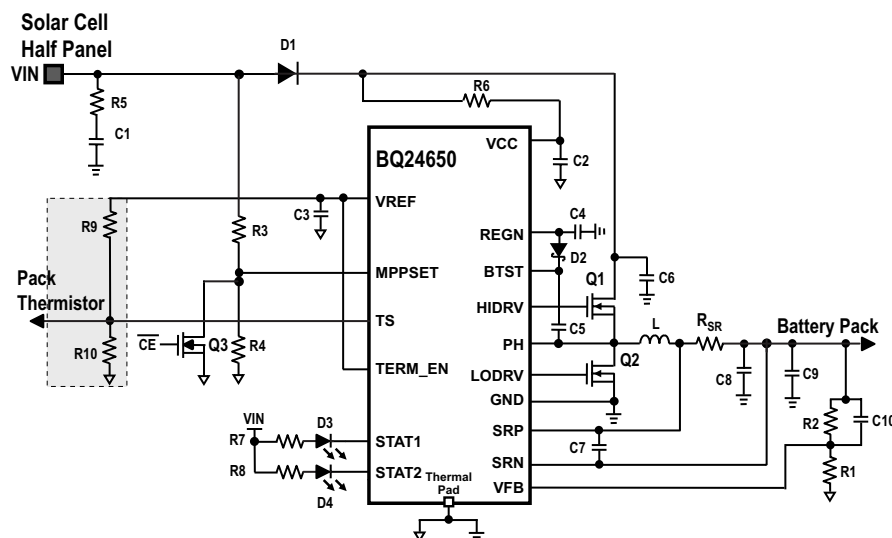 Solar Cell
Half Panel
VIN
D1
R5
C1
R6
BQ24650
VCC
C2
VREF
C3
R9
R3
REGN
C4
D2
MPPSET
BTST
Q1
C6
Pack
Thermistor
HIDRV
TS
CE
Q3
R4
R10
C5
PH
L
RSR
Battery Pack
TERM_EN
LODRV
Q2
C8
C9
GND
R2
C10
VIN
R7
D3
STAT1
SRP
C7
R8
D4
STAT2
SRN
R1
Thermal
Pad
VFB